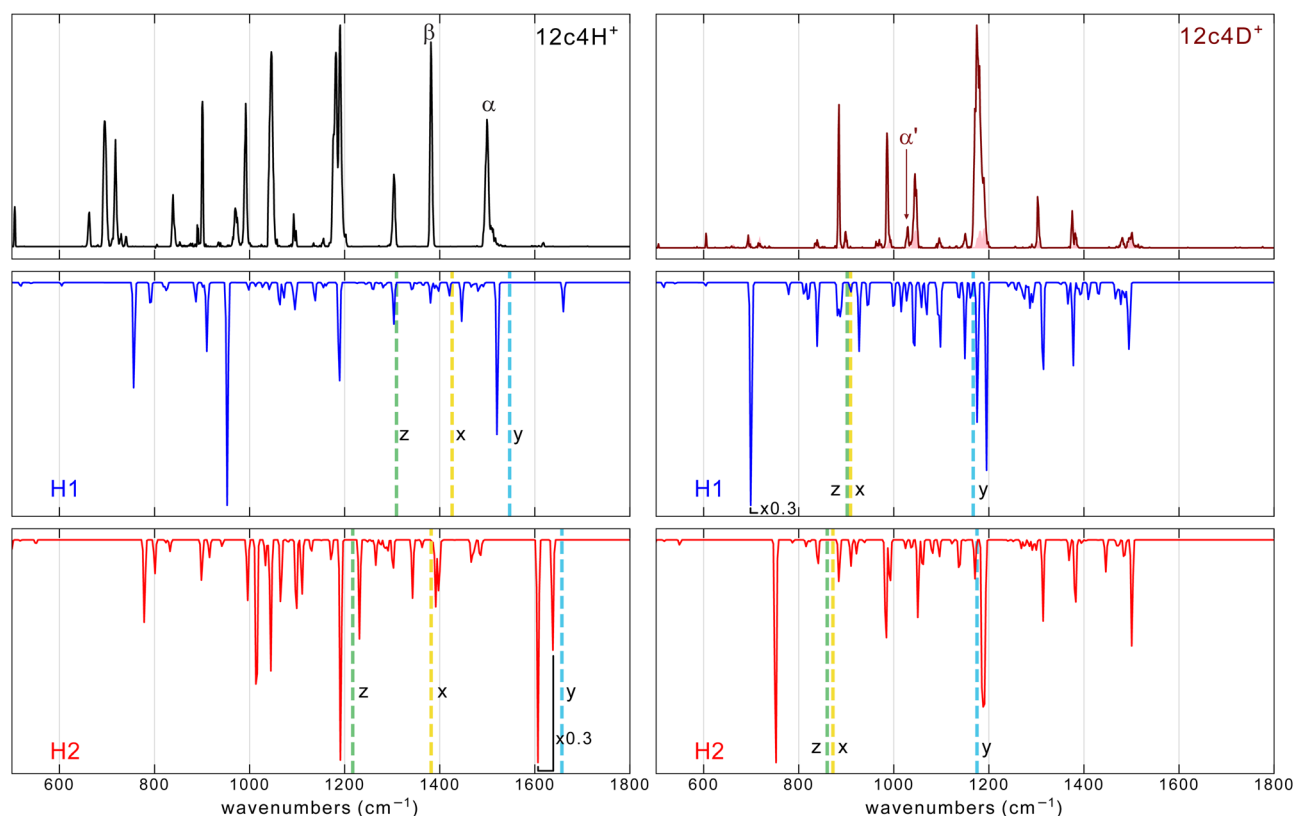 12c4H⁺
β
α
12c4D⁺
α'
z
x
y
H1
z
x
y
H1
x0.3
z
x
y
H2
x0.3
z
x
y
H2
600 800 1000 1200 1400 1600 1800
600 800 1000 1200 1400 1600 1800
wavenumbers (cm⁻¹)
wavenumbers (cm⁻¹)